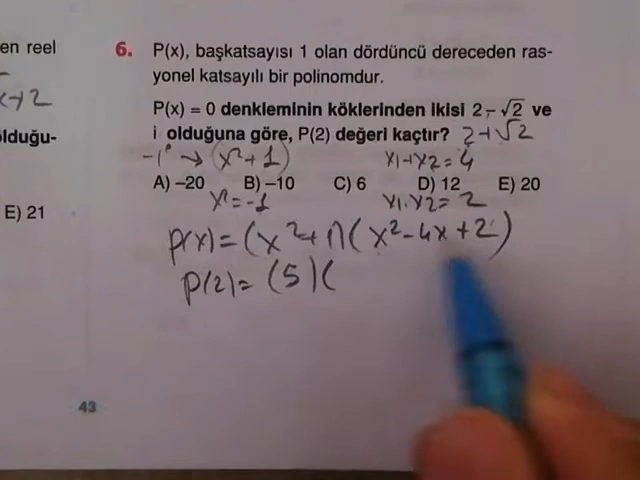 en reel
x+2
olduğu-
E) 21
6. P(x), başkatsayısı 1 olan dördüncü dereceden ras-
yonel katsayılı bir polinomdur.
P(x) = 0 denkleminin köklerinden ikisi 2-√2 ve
i olduğuna göre, P(2) değeri kaçtır? 2+√2
-i → (x²+1) x1+x2=4
A) –20 B) –10 C) 6 D) 12 E) 20
x²=-1 x1.x2=2
P(x)=(x²+1)(x²-4x+2)
P(2)=(5)(
43